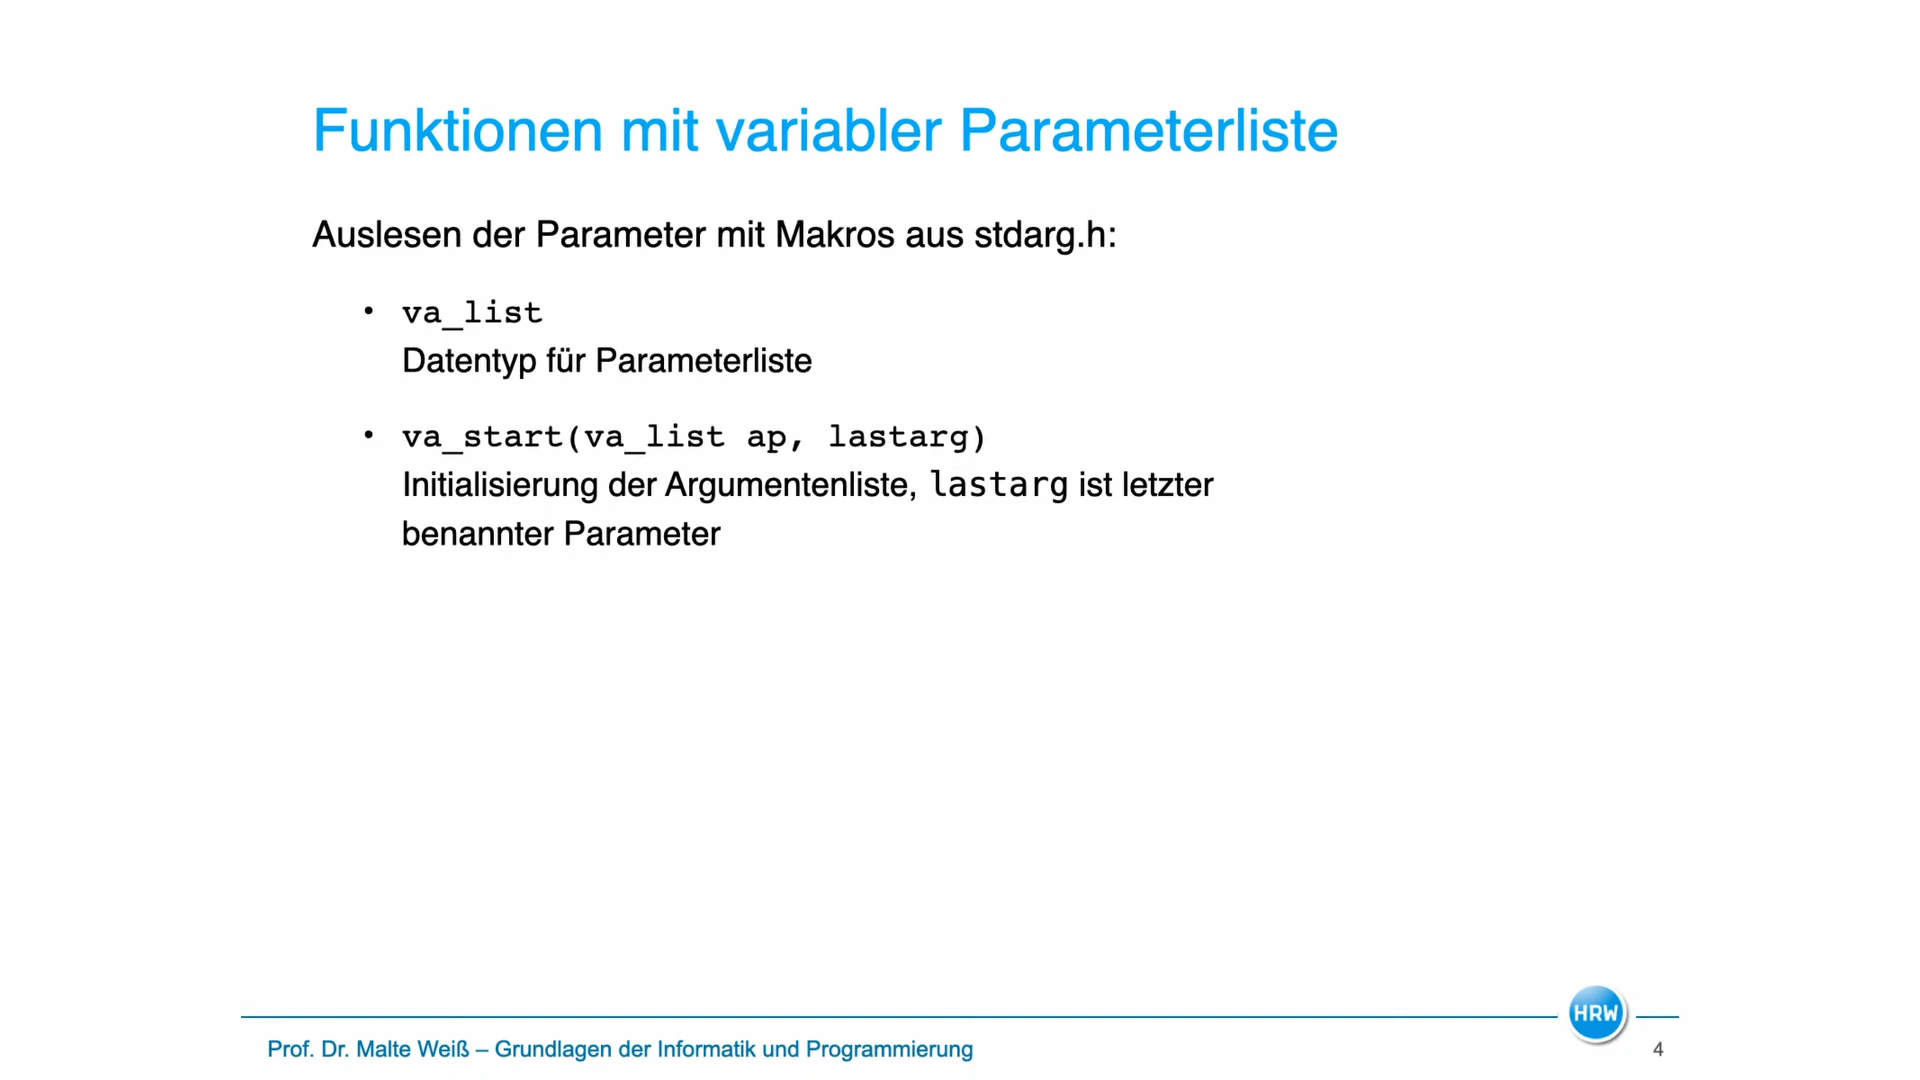 Funktionen mit variabler Parameterliste
Auslesen der Parameter mit Makros aus stdarg.h:
• va_list
Datentyp für Parameterliste
• va_start(va_list ap, lastarg)
Initialisierung der Argumentenliste, lastarg ist letzter
benannter Parameter
HRW
Prof. Dr. Malte Weiß – Grundlagen der Informatik und Programmierung
4